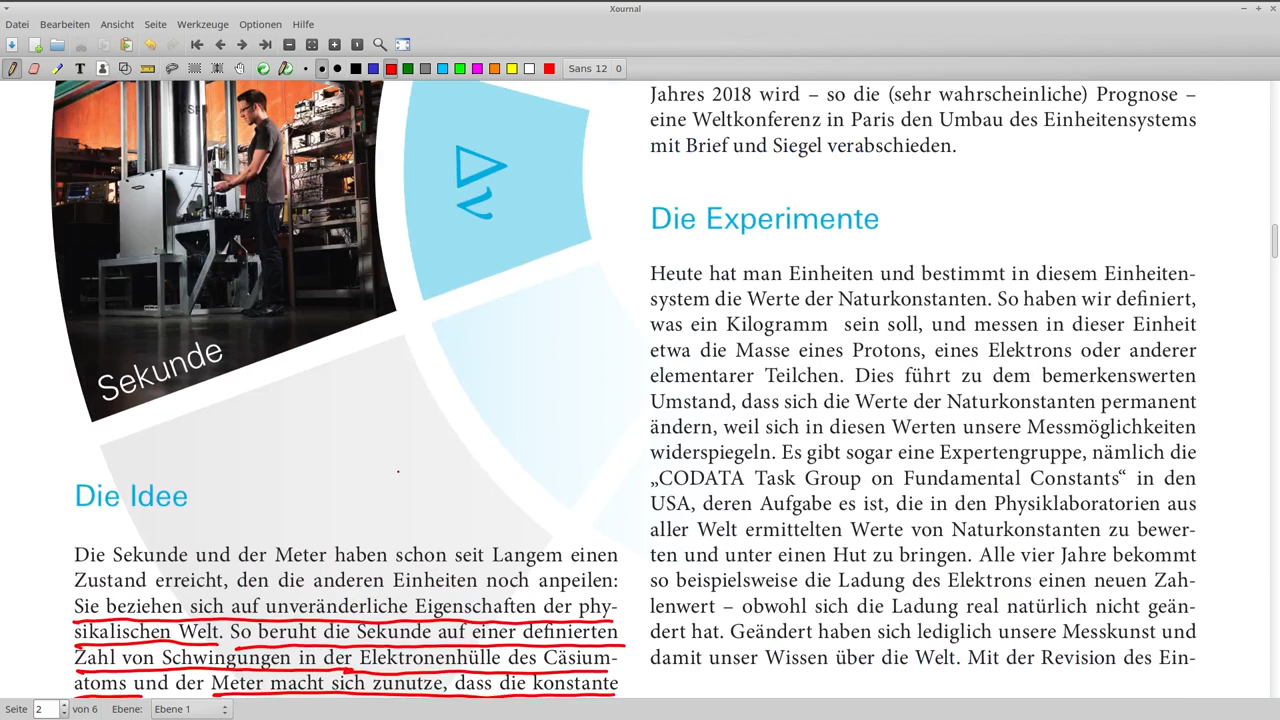 Xournal
Datei Bearbeiten Ansicht Seite Werkzeuge Optionen Hilfe
Sans 12
0
Sekunde
Die Idee
Die Sekunde und der Meter haben schon seit Langem einen
Zustand erreicht, den die anderen Einheiten noch anpeilen:
Sie beziehen sich auf unveränderliche Eigenschaften der phy-
sikalischen Welt. So beruht die Sekunde auf einer definierten
Zahl von Schwingungen in der Elektronenhülle des Cäsium-
atoms und der Meter macht sich zunutze, dass die konstante
Jahres 2018 wird – so die (sehr wahrscheinliche) Prognose –
eine Weltkonferenz in Paris den Umbau des Einheitensystems
mit Brief und Siegel verabschieden.
Die Experimente
Heute hat man Einheiten und bestimmt in diesem Einheiten-
system die Werte der Naturkonstanten. So haben wir definiert,
was ein Kilogramm sein soll, und messen in dieser Einheit
etwa die Masse eines Protons, eines Elektrons oder anderer
elementarer Teilchen. Dies führt zu dem bemerkenswerten
Umstand, dass sich die Werte der Naturkonstanten permanent
ändern, weil sich in diesen Werten unsere Messmöglichkeiten
widerspiegeln. Es gibt sogar eine Expertengruppe, nämlich die
„CODATA Task Group on Fundamental Constants“ in den
USA, deren Aufgabe es ist, die in den Physiklaboratorien aus
aller Welt ermittelten Werte von Naturkonstanten zu bewer-
ten und unter einen Hut zu bringen. Alle vier Jahre bekommt
so beispielsweise die Ladung des Elektrons einen neuen Zah-
lenwert – obwohl sich die Ladung real natürlich nicht geän-
dert hat. Geändert haben sich lediglich unsere Messkunst und
damit unser Wissen über die Welt. Mit der Revision des Ein-
Seite 2 von 6 Ebene: Ebene 1